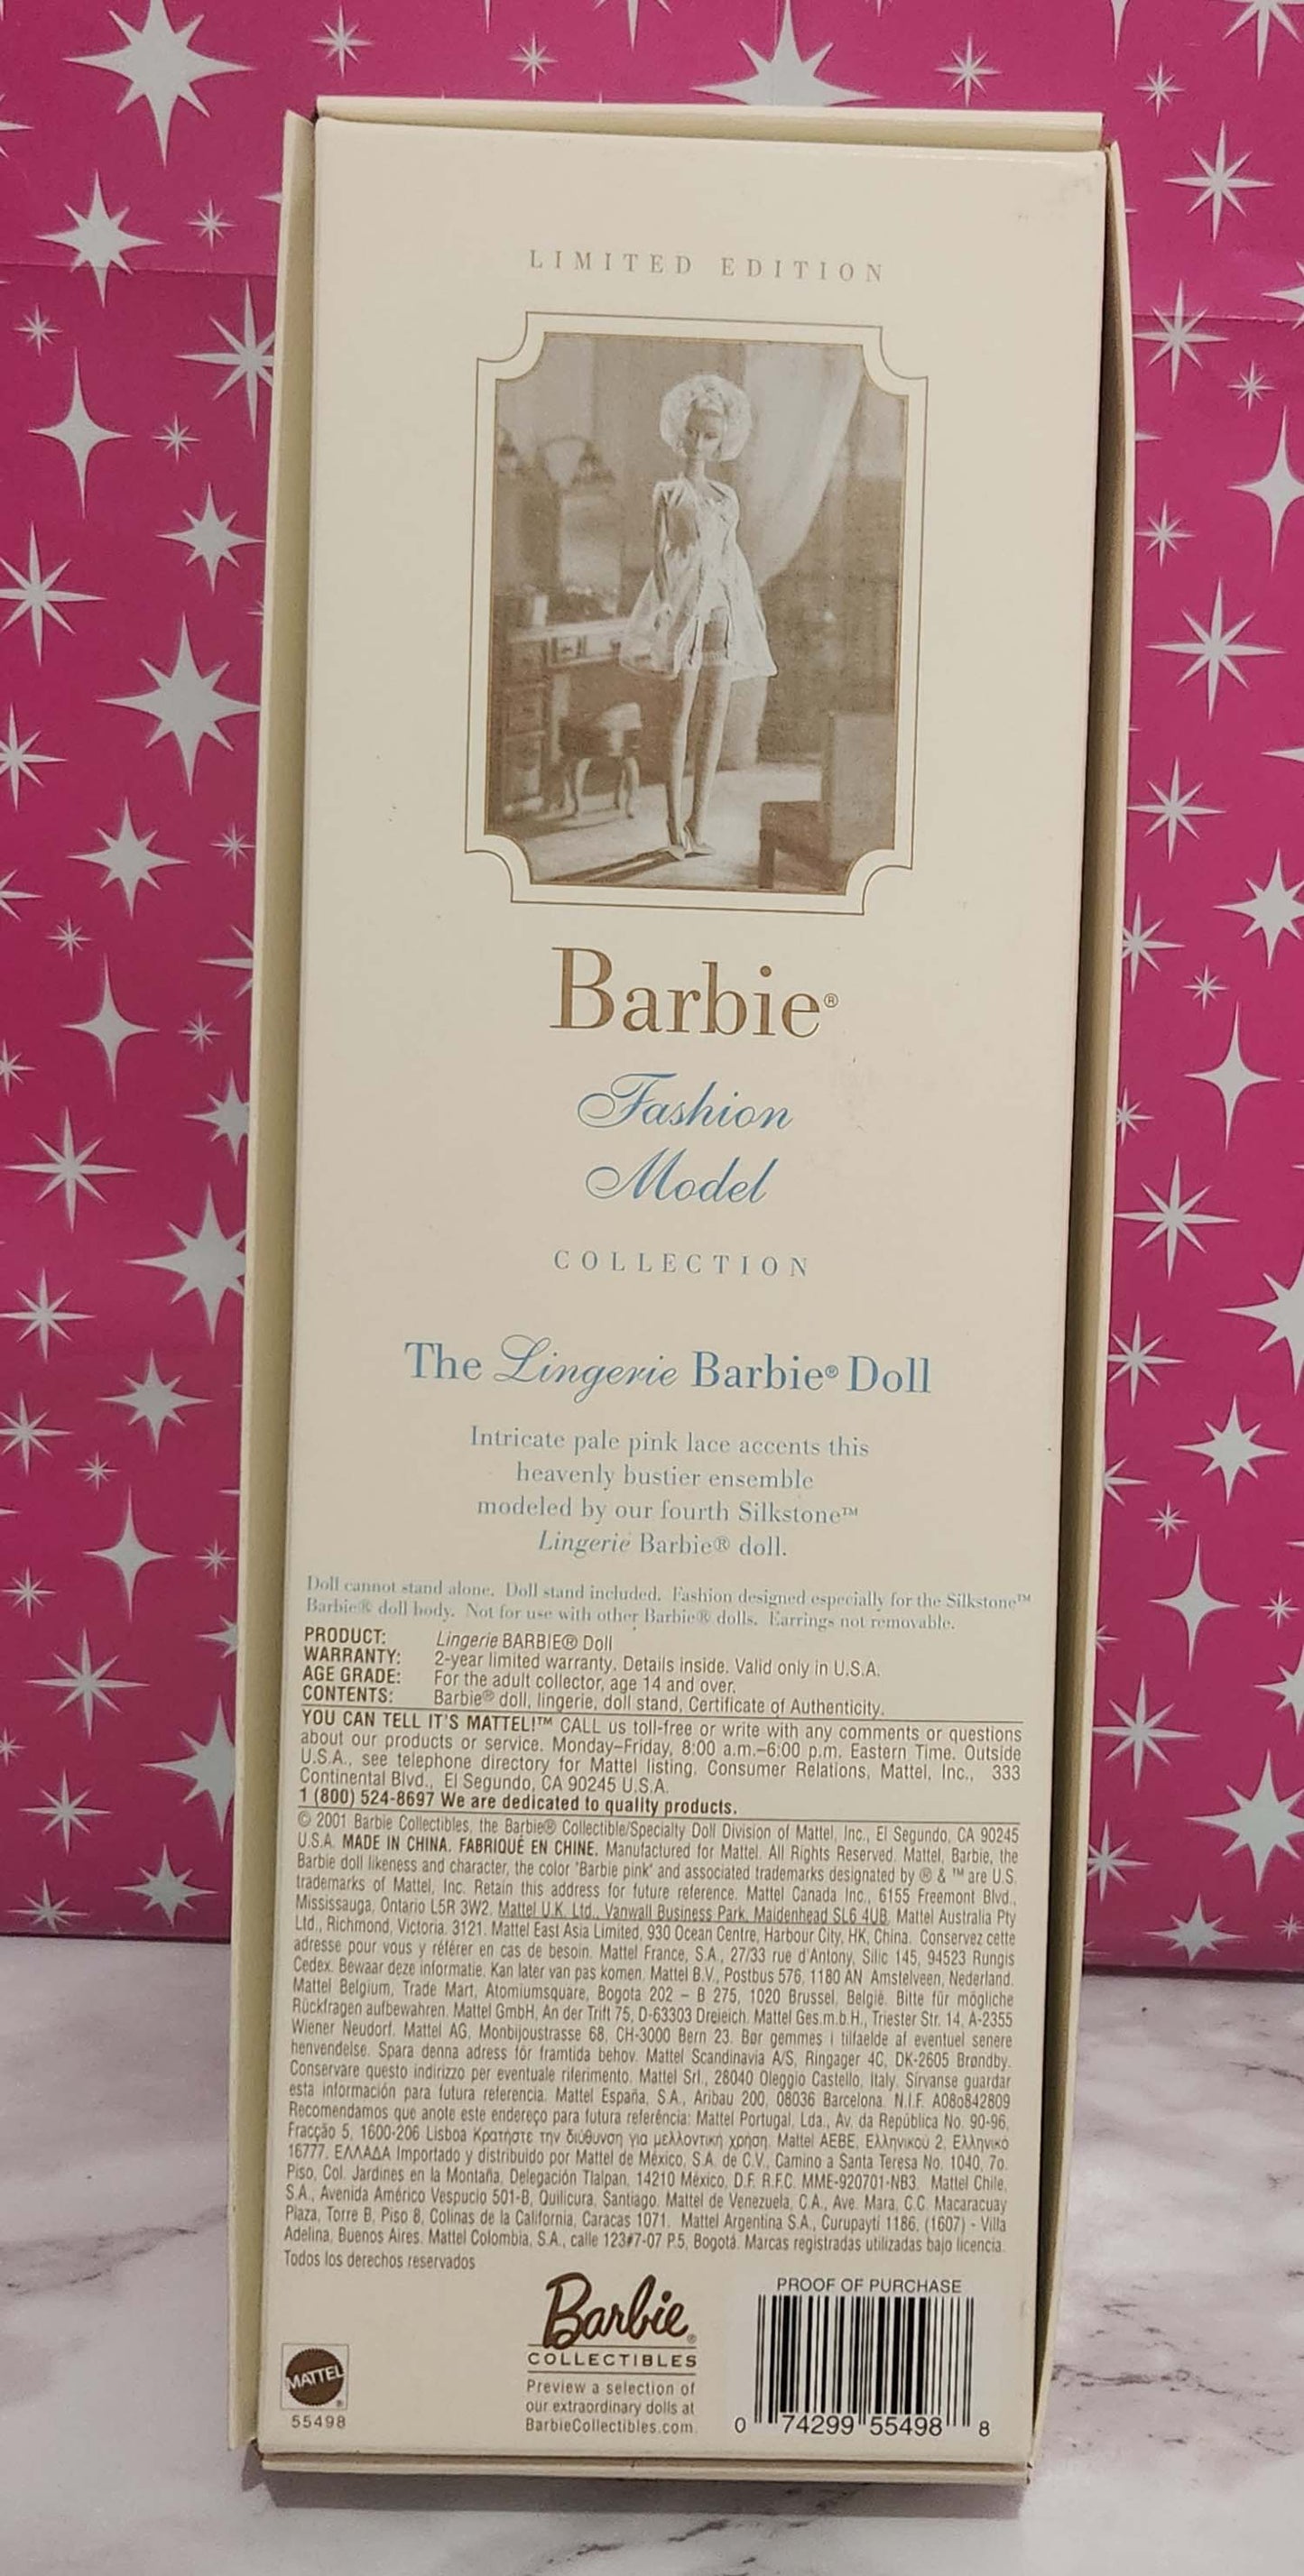 LIMITED EDITION
Barbie®
Fashion
Model
COLLECTION
The Lingerie Barbie® Doll
Intricate pale pink lace accents this
heavenly bustier ensemble
modeled by our fourth Silkstone™
Lingerie Barbie® doll.
Doll cannot stand alone. Doll stand included. Fashion designed especially for the Silkstone™
Barbie® doll body. Not for use with other Barbie® dolls. Earrings not removable.
PRODUCT: Lingerie BARBIE® Doll
WARRANTY: 2-year limited warranty. Details inside. Valid only in U.S.A.
AGE GRADE: For the adult collector, age 14 and over.
CONTENTS: Barbie® doll, lingerie, doll stand, Certificate of Authenticity.
YOU CAN TELL IT'S MATTEL!™ CALL us toll-free or write with any comments or questions
about our products or service. Monday–Friday, 8:00 a.m.–6:00 p.m. Eastern Time. Outside
U.S.A., see telephone directory for Mattel listing. Consumer Relations, Mattel, Inc., 333
Continental Blvd., El Segundo, CA 90245 U.S.A.
1 (800) 524-8697 We are dedicated to quality products.
© 2001 Barbie Collectibles, the Barbie® Collectible/Specialty Doll Division of Mattel, Inc., El Segundo, CA 90245
U.S.A. MADE IN CHINA. FABRIQUÉ EN CHINE. Manufactured for Mattel. All Rights Reserved. Mattel, Barbie, the
Barbie doll likeness and character, the color "Barbie pink" and associated trademarks designated by ® & ™ are U.S.
trademarks of Mattel, Inc. Retain this address for future reference. Mattel Canada Inc., 6155 Freemont Blvd.,
Mississauga, Ontario L5R 3W2. Mattel U.K. Ltd., Vanwall Business Park, Maidenhead SL6 4UB. Mattel Australia Pty
Ltd., Richmond, Victoria. 3121. Mattel East Asia Limited, 930 Ocean Centre, Harbour City, HK, China. Conservez cette
adresse pour vous y référer en cas de besoin. Mattel France, S.A., 27/33 rue d'Antony, Silic 145, 94523 Rungis
Cedex. Bewaar deze informatie. Kan later van pas komen. Mattel B.V., Postbus 576, 1180 AN Amstelveen, Nederland.
Mattel Belgium, Trade Mart, Atomiumsquare, Bogota 202 – B 275, 1020 Brussel, België. Bitte für mögliche
Rückfragen aufbewahren. Mattel GmbH, An der Trift 75, D-63303 Dreieich. Mattel Ges.m.b.H., Triester Str. 14, A-2355
Wiener Neudorf. Mattel AG, Monbijoustrasse 68, CH-3000 Bern 23. Bør gemmes i tilfaelde af eventuel senere
henvendelse. Spara denna adress för framtida behov. Mattel Scandinavia A/S, Ringager 4C, DK-2605 Brøndby.
Conservare questo indirizzo per eventuale riferimento. Mattel Srl., 28040 Oleggio Castello, Italy. Sírvanse guardar
esta información para futura referencia. Mattel España, S.A., Aribau 200, 08036 Barcelona. N.I.F. A08o842809
Recomendamos que anote este endereço para futura referência: Mattel Portugal, Lda., Av. da República No. 90-96,
Fracção 5, 1600-206 Lisboa Κρατήστε την διεύθυνση για μελλοντική χρήση. Mattel AEBE, Ελληνικού 2, Ελληνικό
16777, ΕΛΛΑΔΑ Importado y distribuido por Mattel de México, S.A. de C.V., Camino a Santa Teresa No. 1040, 7o.
Piso, Col. Jardines en la Montaña, Delegación Tlalpan, 14210 México, D.F. R.F.C. MME-920701-NB3. Mattel Chile,
S.A., Avenida Américo Vespucio 501-B, Quilicura, Santiago. Mattel de Venezuela, C.A., Ave. Mara, C.C. Macaracuay
Plaza, Torre B, Piso 8, Colinas de la California, Caracas 1071. Mattel Argentina S.A., Curupaytí 1186, (1607) - Villa
Adelina, Buenos Aires. Mattel Colombia, S.A., calle 123#7-07 P.5, Bogotá. Marcas registradas utilizadas bajo licencia.
Todos los derechos reservados
MATTEL®
55498
Barbie®
COLLECTIBLES
Preview a selection of
our extraordinary dolls at
BarbieCollectibles.com.
PROOF OF PURCHASE
0 74299 55498 8